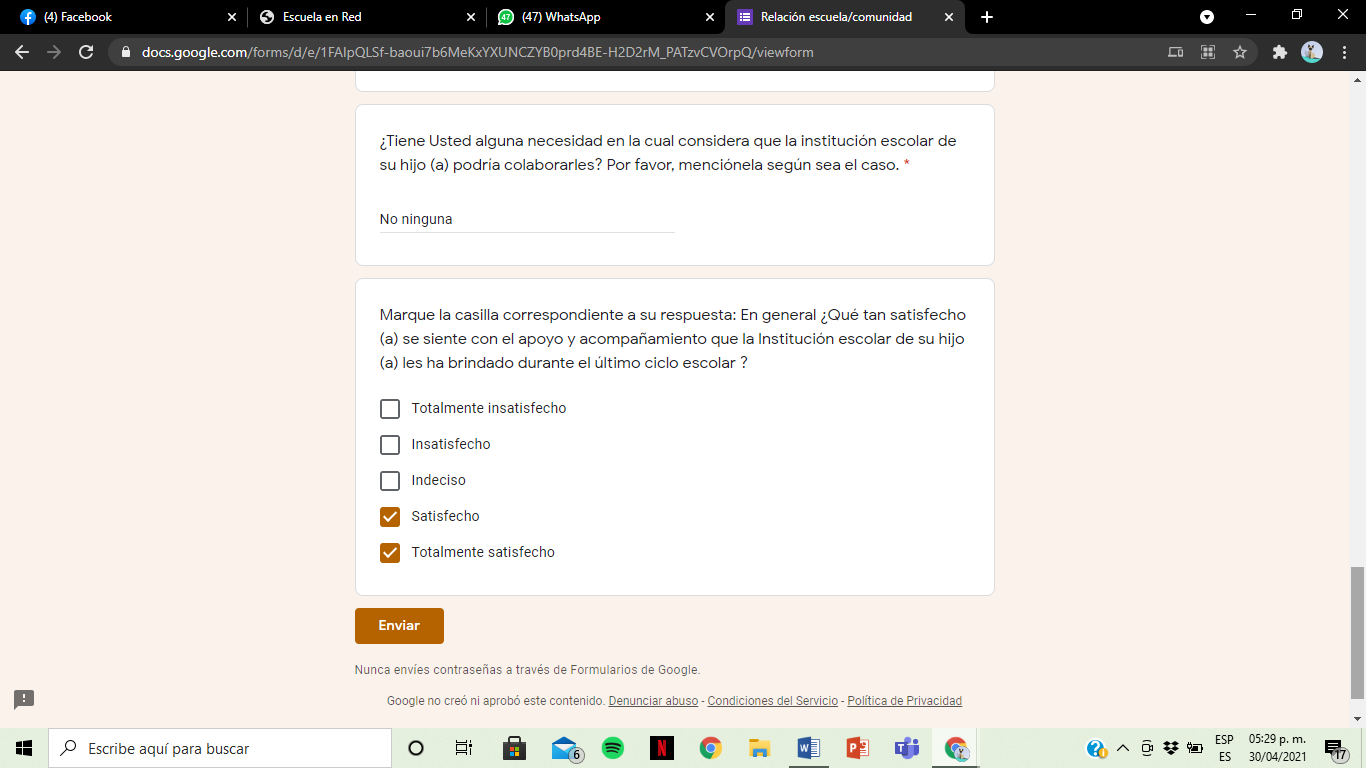 (4) Facebook
Escuela en Red
47
(47) WhatsApp
Relación escuela/comunidad
docs.google.com/forms/d/e/1FAIpQLSf-baoui7b6MeKxYXUNCZYB0prd4BE-H2D2rM_PATzvCVOrpQ/viewform
¿Tiene Usted alguna necesidad en la cual considera que la institución escolar de
su hijo (a) podría colaborarles? Por favor, menciónela según sea el caso. *
No ninguna
Marque la casilla correspondiente a su respuesta: En general ¿Qué tan satisfecho
(a) se siente con el apoyo y acompañamiento que la Institución escolar de su hijo
(a) les ha brindado durante el último ciclo escolar ?
Totalmente insatisfecho
Insatisfecho
Indeciso
Satisfecho
Totalmente satisfecho
Enviar
Nunca envíes contraseñas a través de Formularios de Google.
Google no creó ni aprobó este contenido. Denunciar abuso - Condiciones del Servicio - Política de Privacidad
Escribe aquí para buscar
6
N
W
P
T
ESP
ES
05:29 p. m.
30/04/2021
17